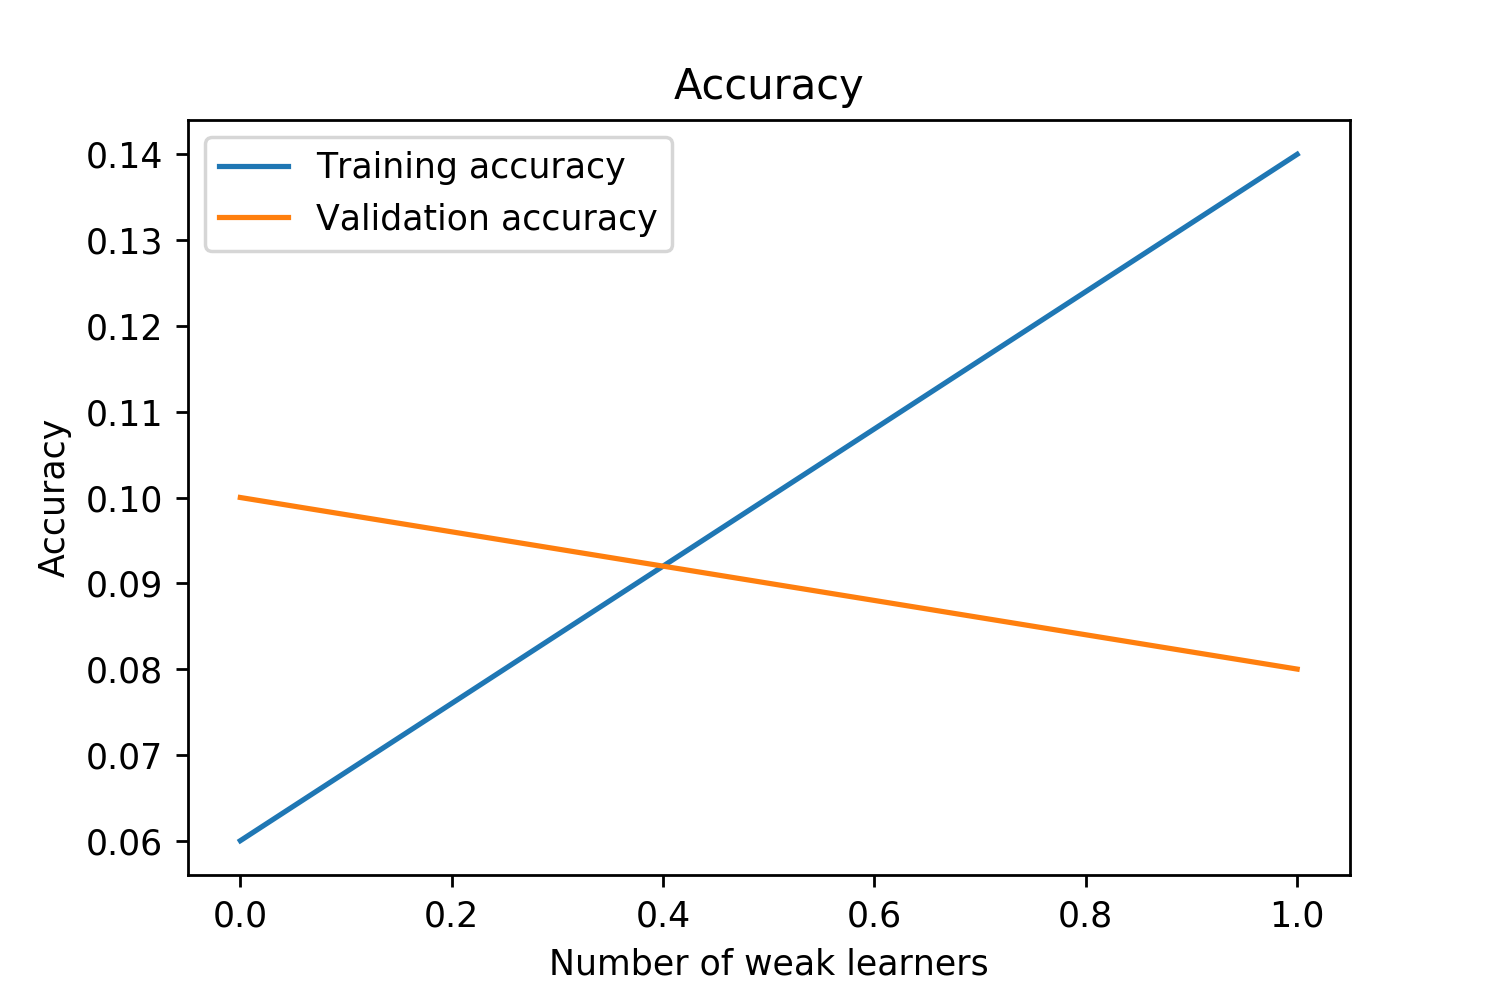 Accuracy
Training accuracy
Validation accuracy
0.14
0.13
0.12
0.11
0.10
0.09
0.08
0.07
0.06
Accuracy
0.0 0.2 0.4 0.6 0.8 1.0
Number of weak learners